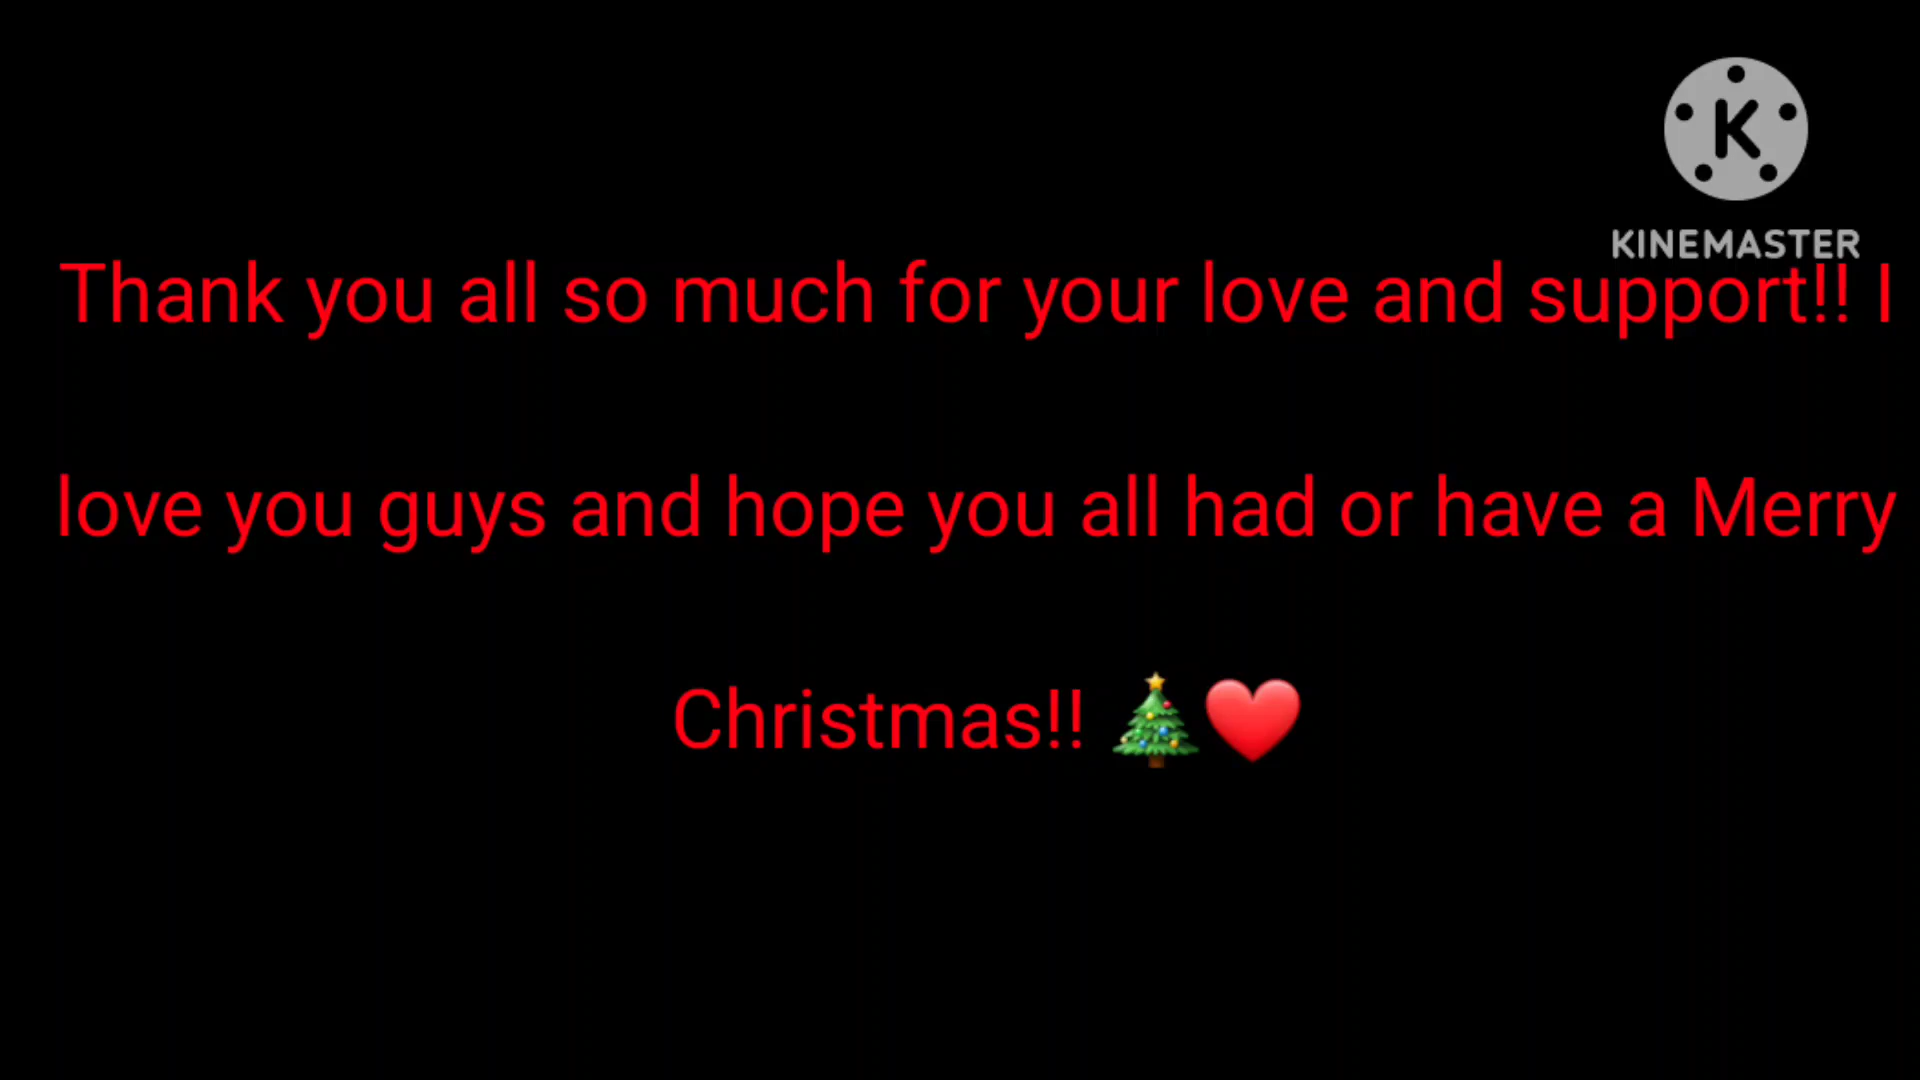 K
KINEMASTER
Thank you all so much for your love and support!! I
love you guys and hope you all had or have a Merry
Christmas!! 🎄❤️